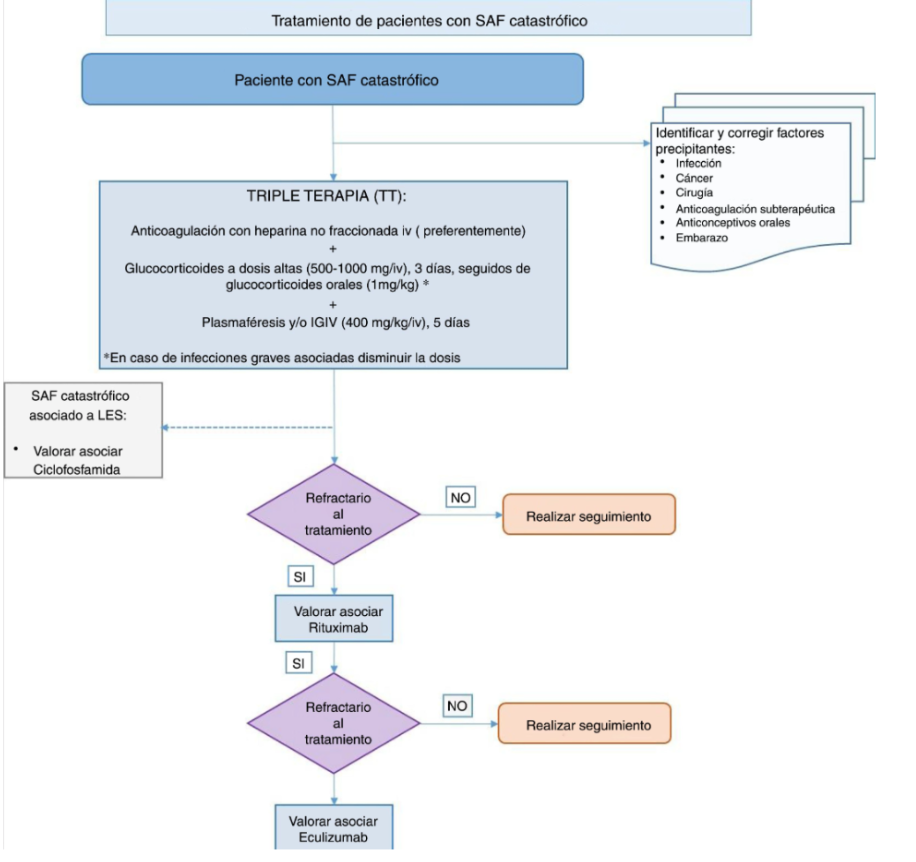 Tratamiento de pacientes con SAF catastrófico
Paciente con SAF catastrófico
Identificar y corregir factores
precipitantes:
• Infección
• Cáncer
• Cirugía
• Anticoagulación subterapéutica
• Anticonceptivos orales
• Embarazo
TRIPLE TERAPIA (TT):
Anticoagulación con heparina no fraccionada iv ( preferentemente)
+
Glucocorticoides a dosis altas (500-1000 mg/iv), 3 días, seguidos de
glucocorticoides orales (1mg/kg) *
+
Plasmaféresis y/o IGIV (400 mg/kg/iv), 5 días
*En caso de infecciones graves asociadas disminuir la dosis
SAF catastrófico
asociado a LES:
• Valorar asociar
Ciclofosfamida
Refractario
al
tratamiento
NO
Realizar seguimiento
SI
Valorar asociar
Rituximab
SI
Refractario
al
tratamiento
NO
Realizar seguimiento
Valorar asociar
Eculizumab